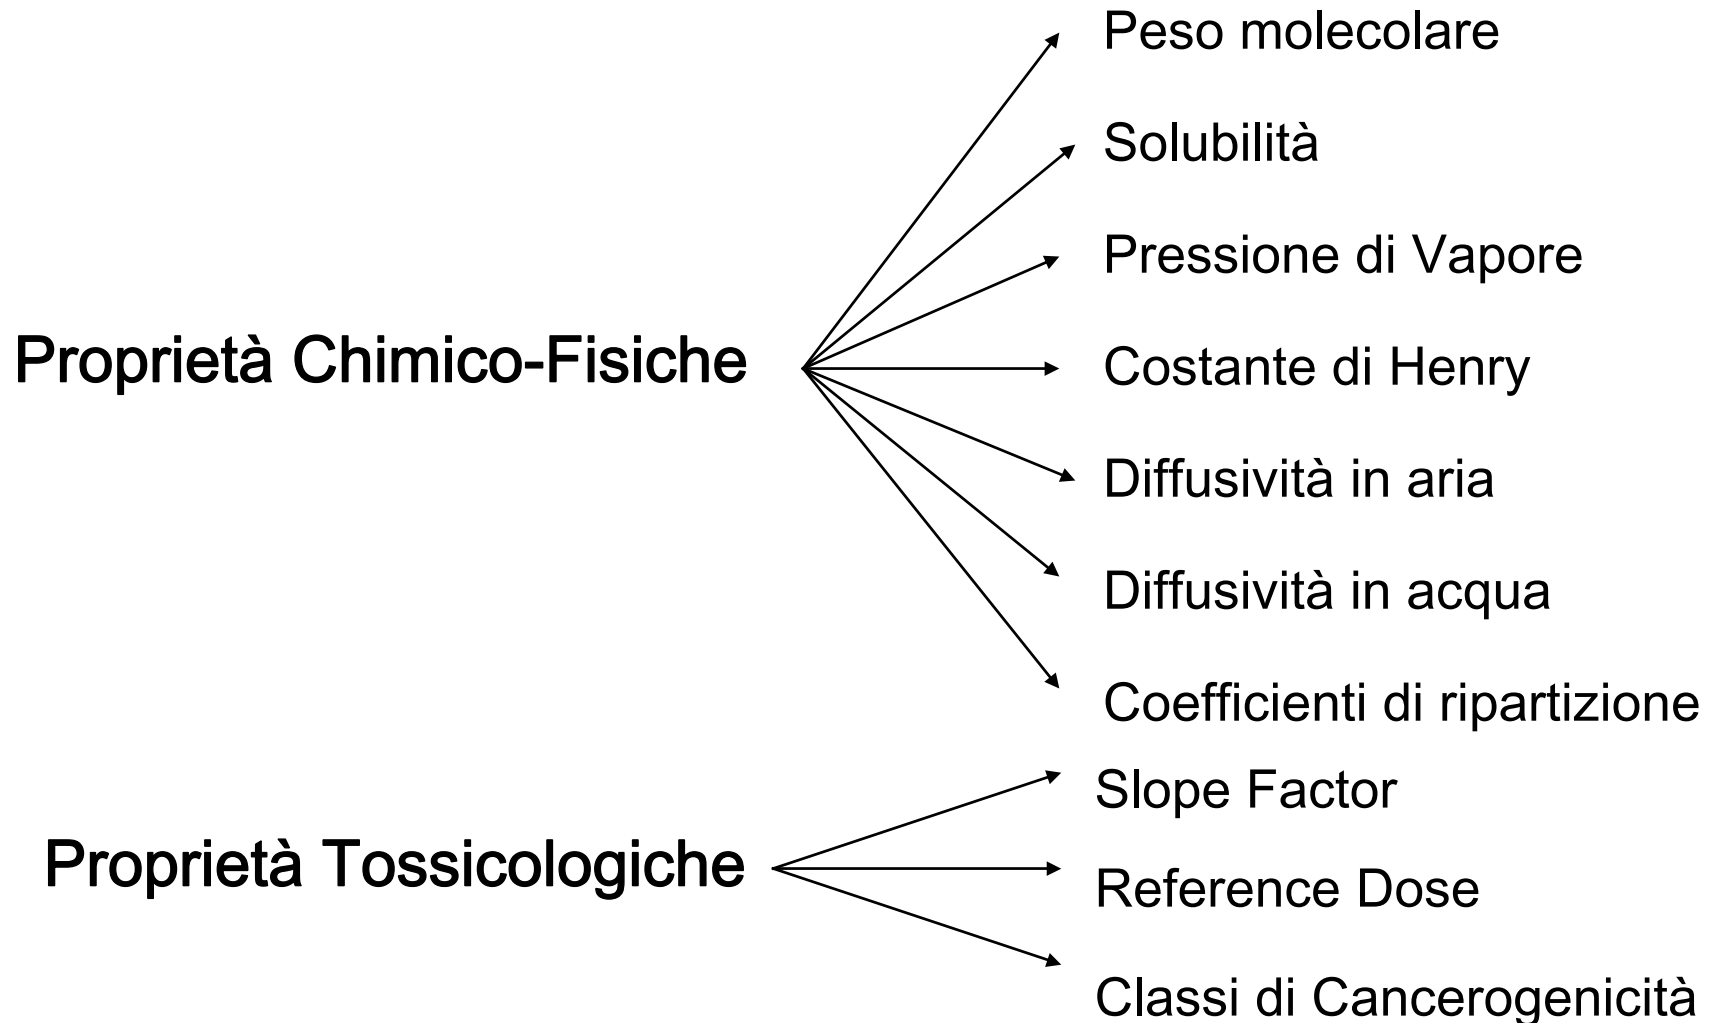 Proprietà Chimico-Fisiche
Peso molecolare
Solubilità
Pressione di Vapore
Costante di Henry
Diffusività in aria
Diffusività in acqua
Coefficienti di ripartizione
Proprietà Tossicologiche
Slope Factor
Reference Dose
Classi di Cancerogenicità